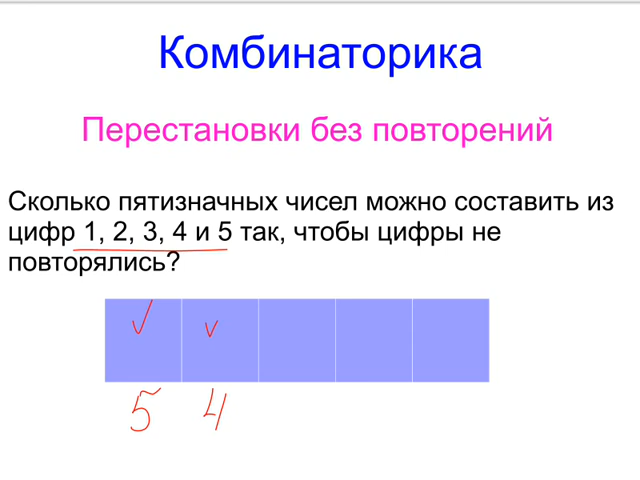 Комбинаторика
Перестановки без повторений
Сколько пятизначных чисел можно составить из
цифр 1, 2, 3, 4 и 5 так, чтобы цифры не
повторялись?
5 4